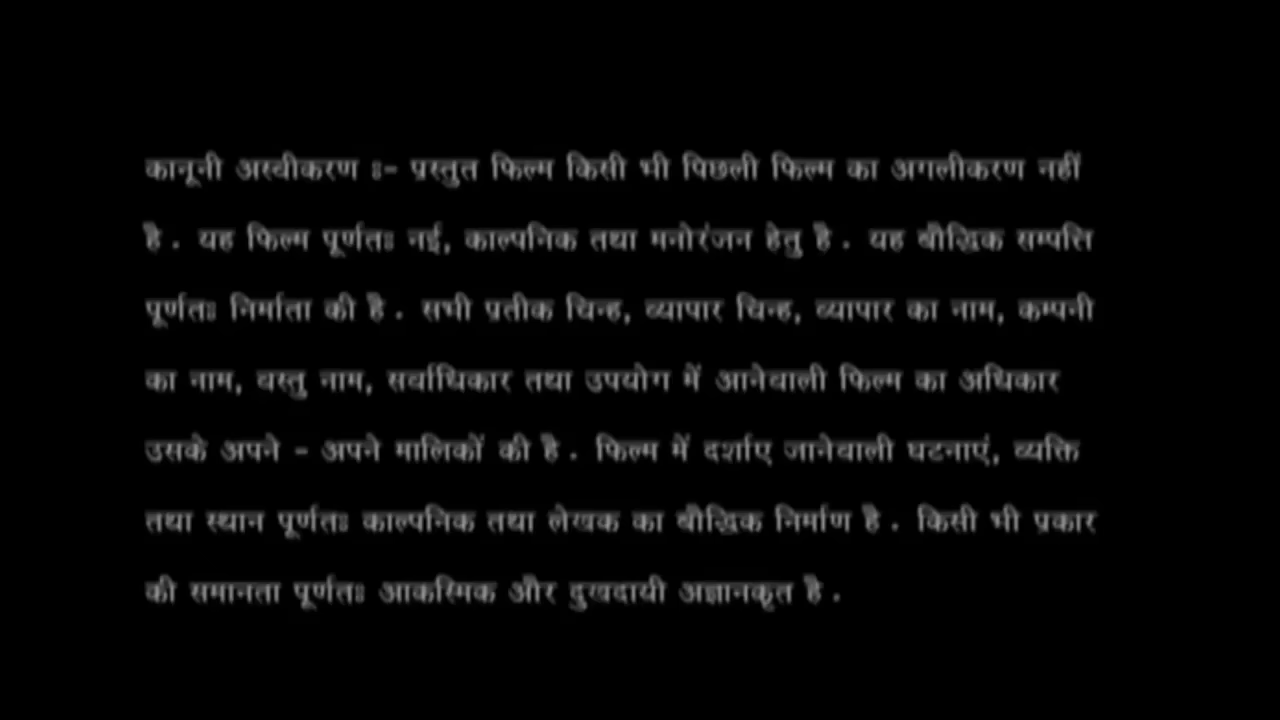 कानूनी अस्वीकरण :- प्रस्तुत फिल्म किसी भी पिछली फिल्म का अगलीकरण नहीं
है . यह फिल्म पूर्णतः नई, काल्पनिक तथा मनोरंजन हेतु है . यह बौद्धिक सम्पत्ति
पूर्णतः निर्माता की है . सभी प्रतीक चिन्ह, व्यापार चिन्ह, व्यापार का नाम, कम्पनी
का नाम, वस्तु नाम, सर्वाधिकार तथा उपयोग में आनेवाली फिल्म का अधिकार
उसके अपने - अपने मालिकों की है . फिल्म में दर्शाए जानेवाली घटनाएं, व्यक्ति
तथा स्थान पूर्णतः काल्पनिक तथा लेखक का बौद्धिक निर्माण है . किसी भी प्रकार
की समानता पूर्णतः आकस्मिक और दुखदायी अज्ञानकृत है .